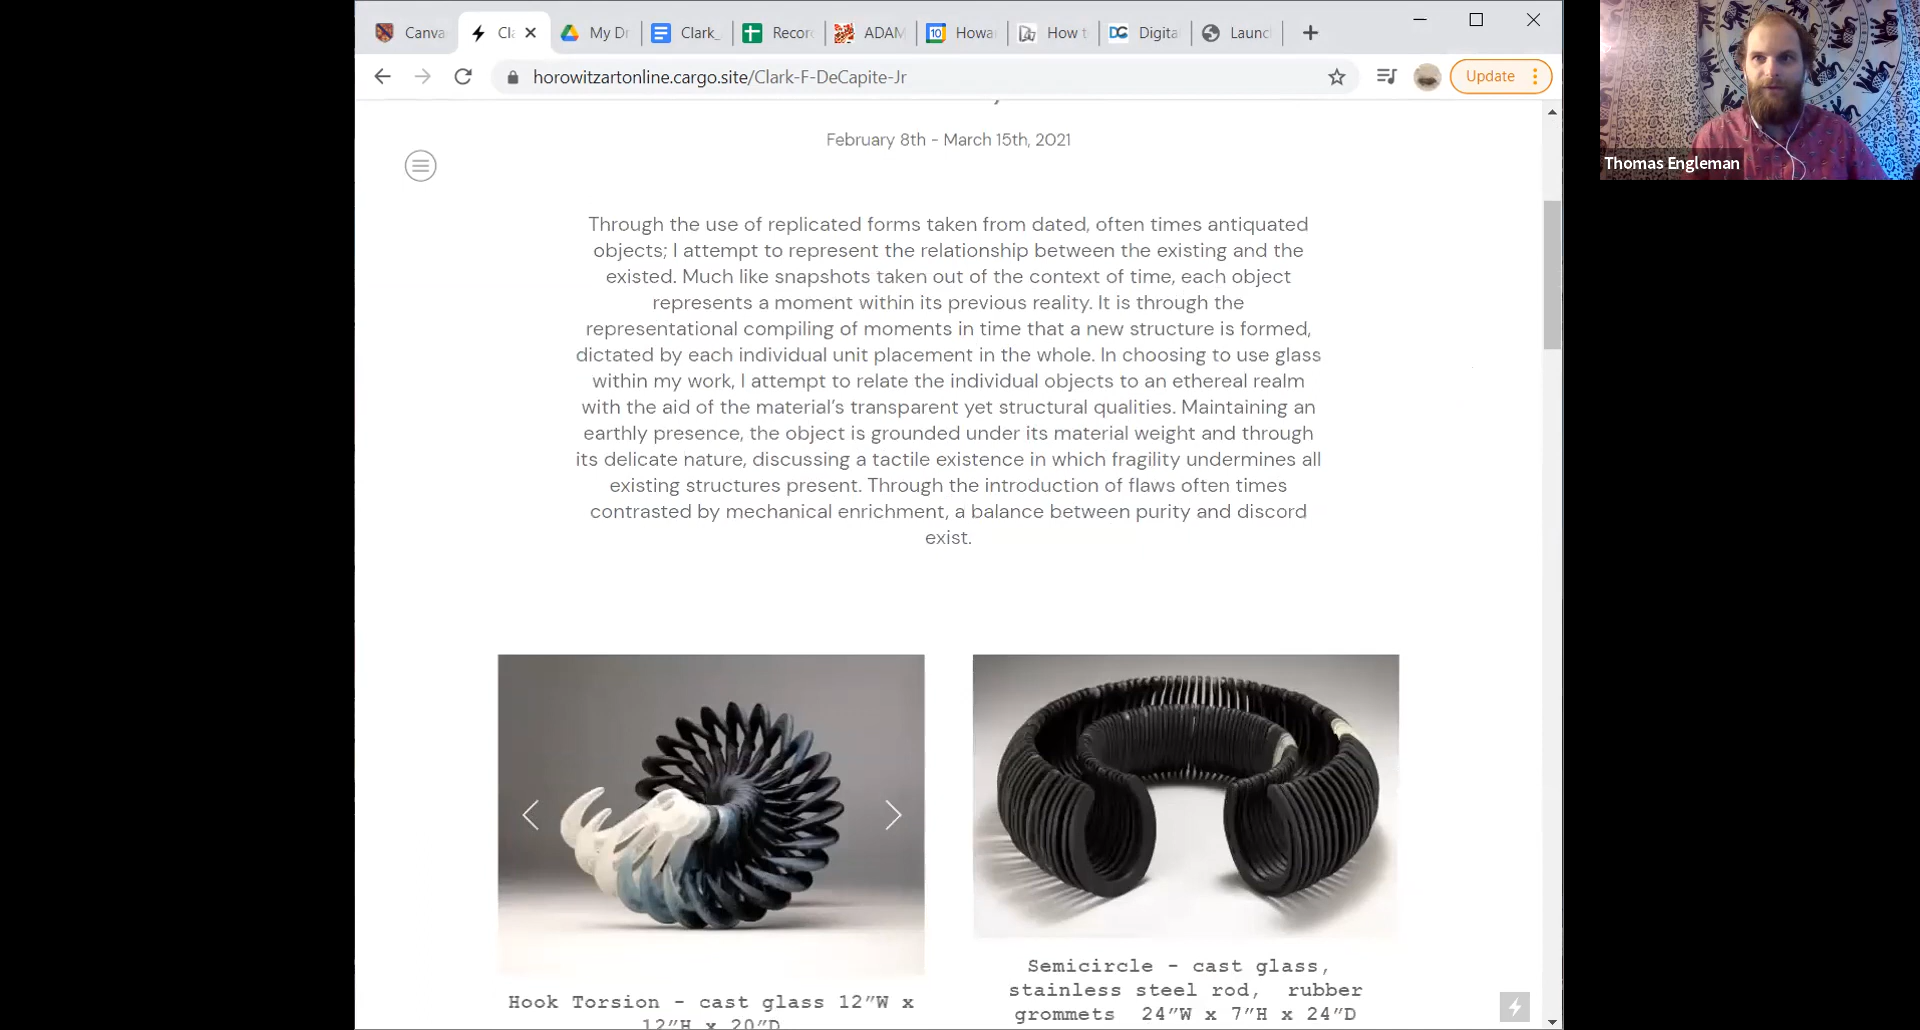 Canva
Cla
My Dr
Clark_
Record
ADAM
10
Howar
How t
DC
Digita
Launc
horowitzartonline.cargo.site/Clark-F-DeCapite-Jr
Update
Thomas Engleman
February 8th - March 15th, 2021
Through the use of replicated forms taken from dated, often times antiquated
objects; I attempt to represent the relationship between the existing and the
existed. Much like snapshots taken out of the context of time, each object
represents a moment within its previous reality. It is through the
representational compiling of moments in time that a new structure is formed,
dictated by each individual unit placement in the whole. In choosing to use glass
within my work, I attempt to relate the individual objects to an ethereal realm
with the aid of the material's transparent yet structural qualities. Maintaining an
earthly presence, the object is grounded under its material weight and through
its delicate nature, discussing a tactile existence in which fragility undermines all
existing structures present. Through the introduction of flaws often times
contrasted by mechanical enrichment, a balance between purity and discord
exist.
Hook Torsion - cast glass 12"W x
12"H x 20"D
Semicircle - cast glass,
stainless steel rod, rubber
grommets 24"W x 7"H x 24"D